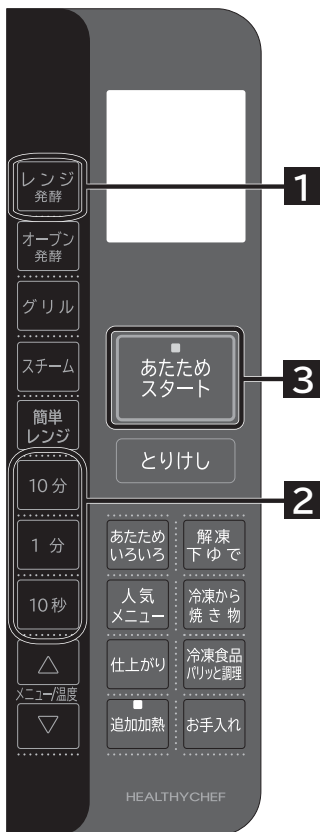 レンジ
発酵
1
オーブン
発酵
グリル
スチーム
あたため
スタート
3
簡単
レンジ
とりけし
10分
2
1分
10秒
あたため
いろいろ
解凍
下ゆで
人気
メニュー
冷凍から
焼き物
△
メニュー/温度
▽
仕上がり
冷凍食品
パリッと調理
追加加熱
お手入れ
HEALTHYCHEF